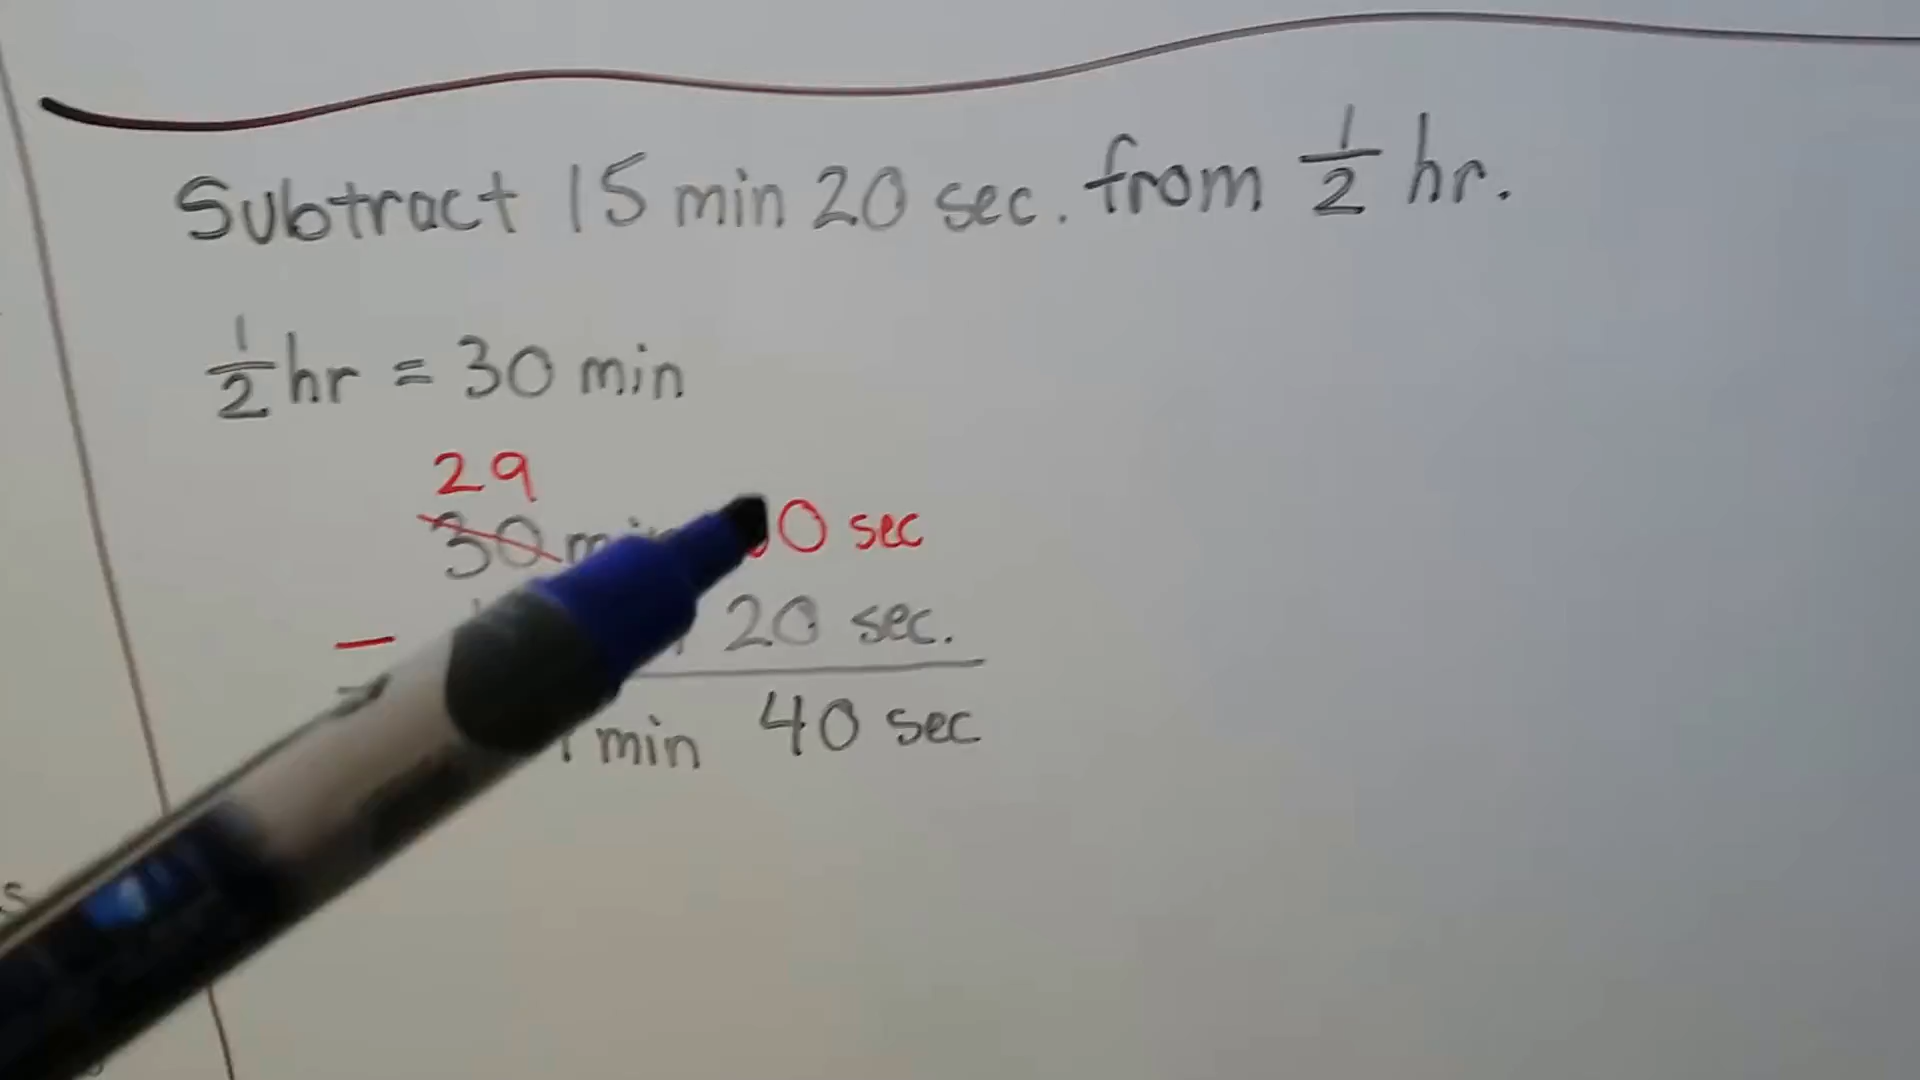 Subtract 15 min 20 sec. from 1/2 hr.
1/2 hr = 30 min
29
30 0 sec
- 20 sec.
min 40 sec